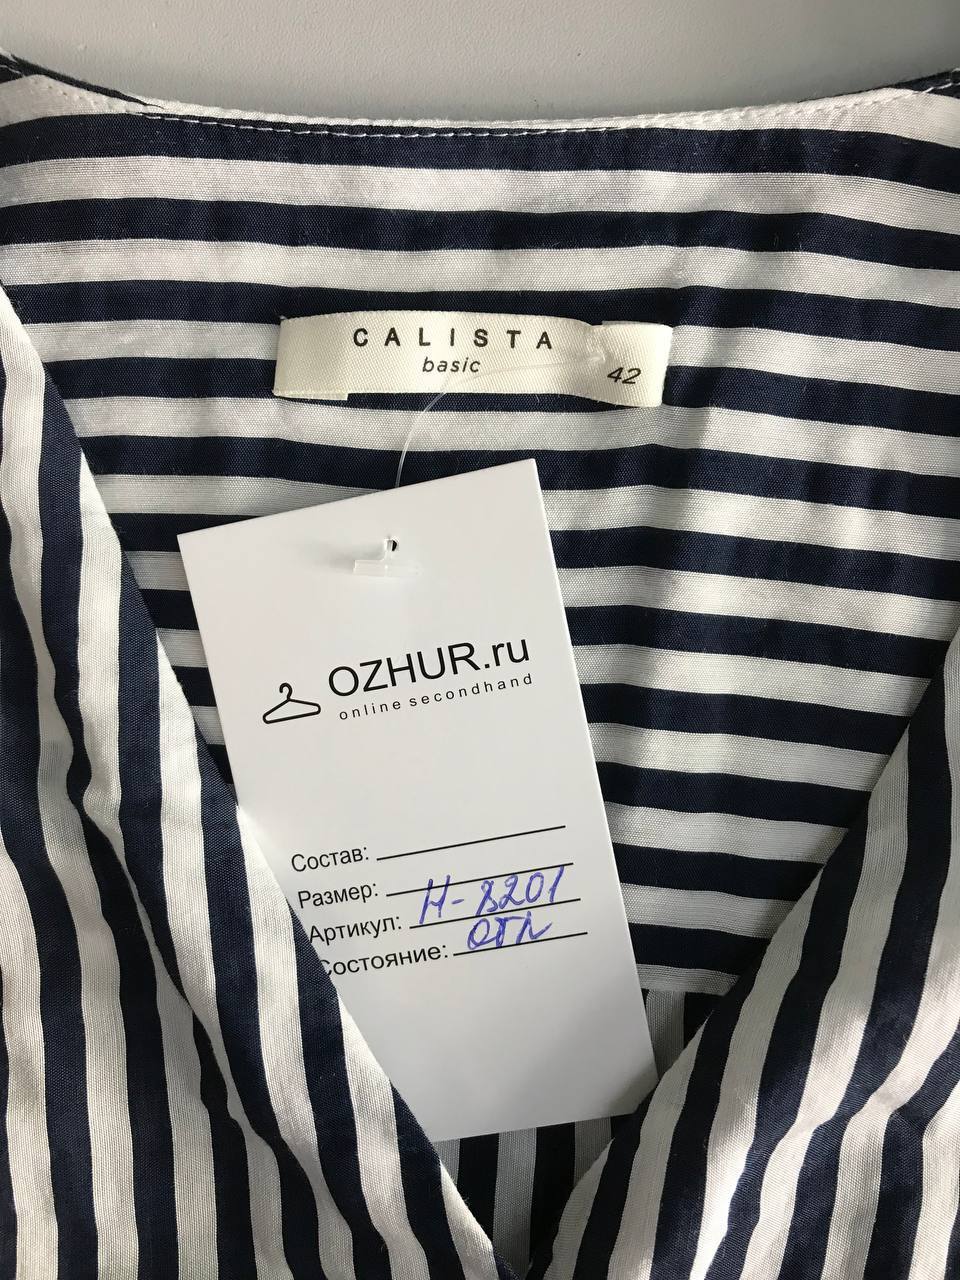 CALISTA
basic
42
OZHUR.ru
online secondhand
Состав:
Размер:
Артикул: Н-8201
Состояние: отл